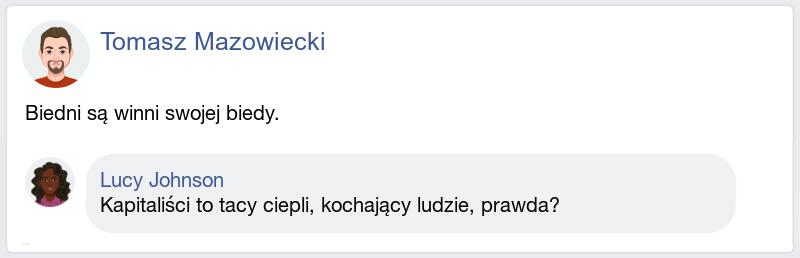 Tomasz Mazowiecki
Biedni są winni swojej biedy.
Lucy Johnson
Kapitaliści to tacy ciepli, kochający ludzie, prawda?